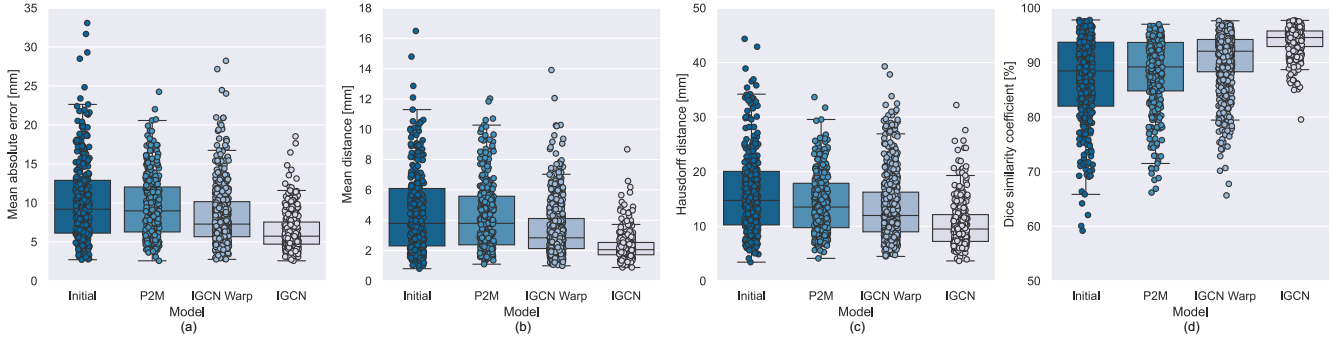 Mean absolute error [mm]
35
30
25
20
15
10
5
0
Initial P2M IGCN Warp IGCN
Model
(a)
Mean distance [mm]
18
16
14
12
10
8
6
4
2
0
Initial P2M IGCN Warp IGCN
Model
(b)
Hausdorff distance [mm]
50
40
30
20
10
0
Initial P2M IGCN Warp IGCN
Model
(c)
Dice similarity coefficient [%]
100
90
80
70
60
50
Initial P2M IGCN Warp IGCN
Model
(d)